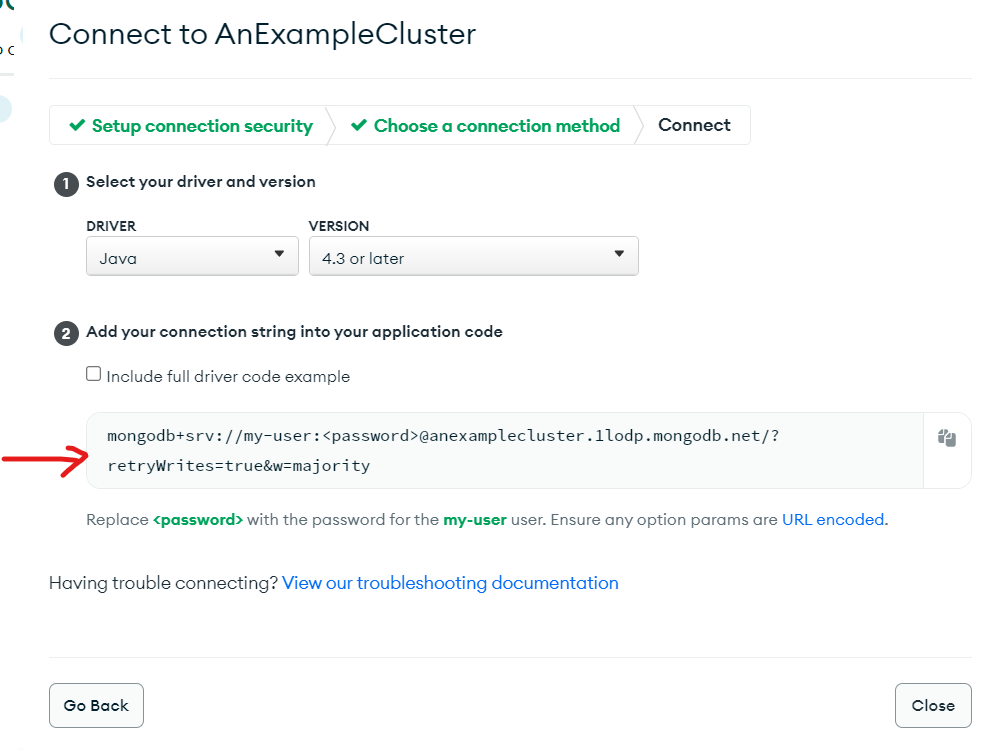 Connect to AnExampleCluster
Setup connection security
Choose a connection method
Connect
1 Select your driver and version
DRIVER
VERSION
Java
4.3 or later
2 Add your connection string into your application code
Include full driver code example
mongodb+srv://my-user:<password>@anexamplecluster.1lodp.mongodb.net/?
retryWrites=true&w=majority
Replace <password> with the password for the my-user user. Ensure any option params are URL encoded.
Having trouble connecting? View our troubleshooting documentation
Go Back
Close